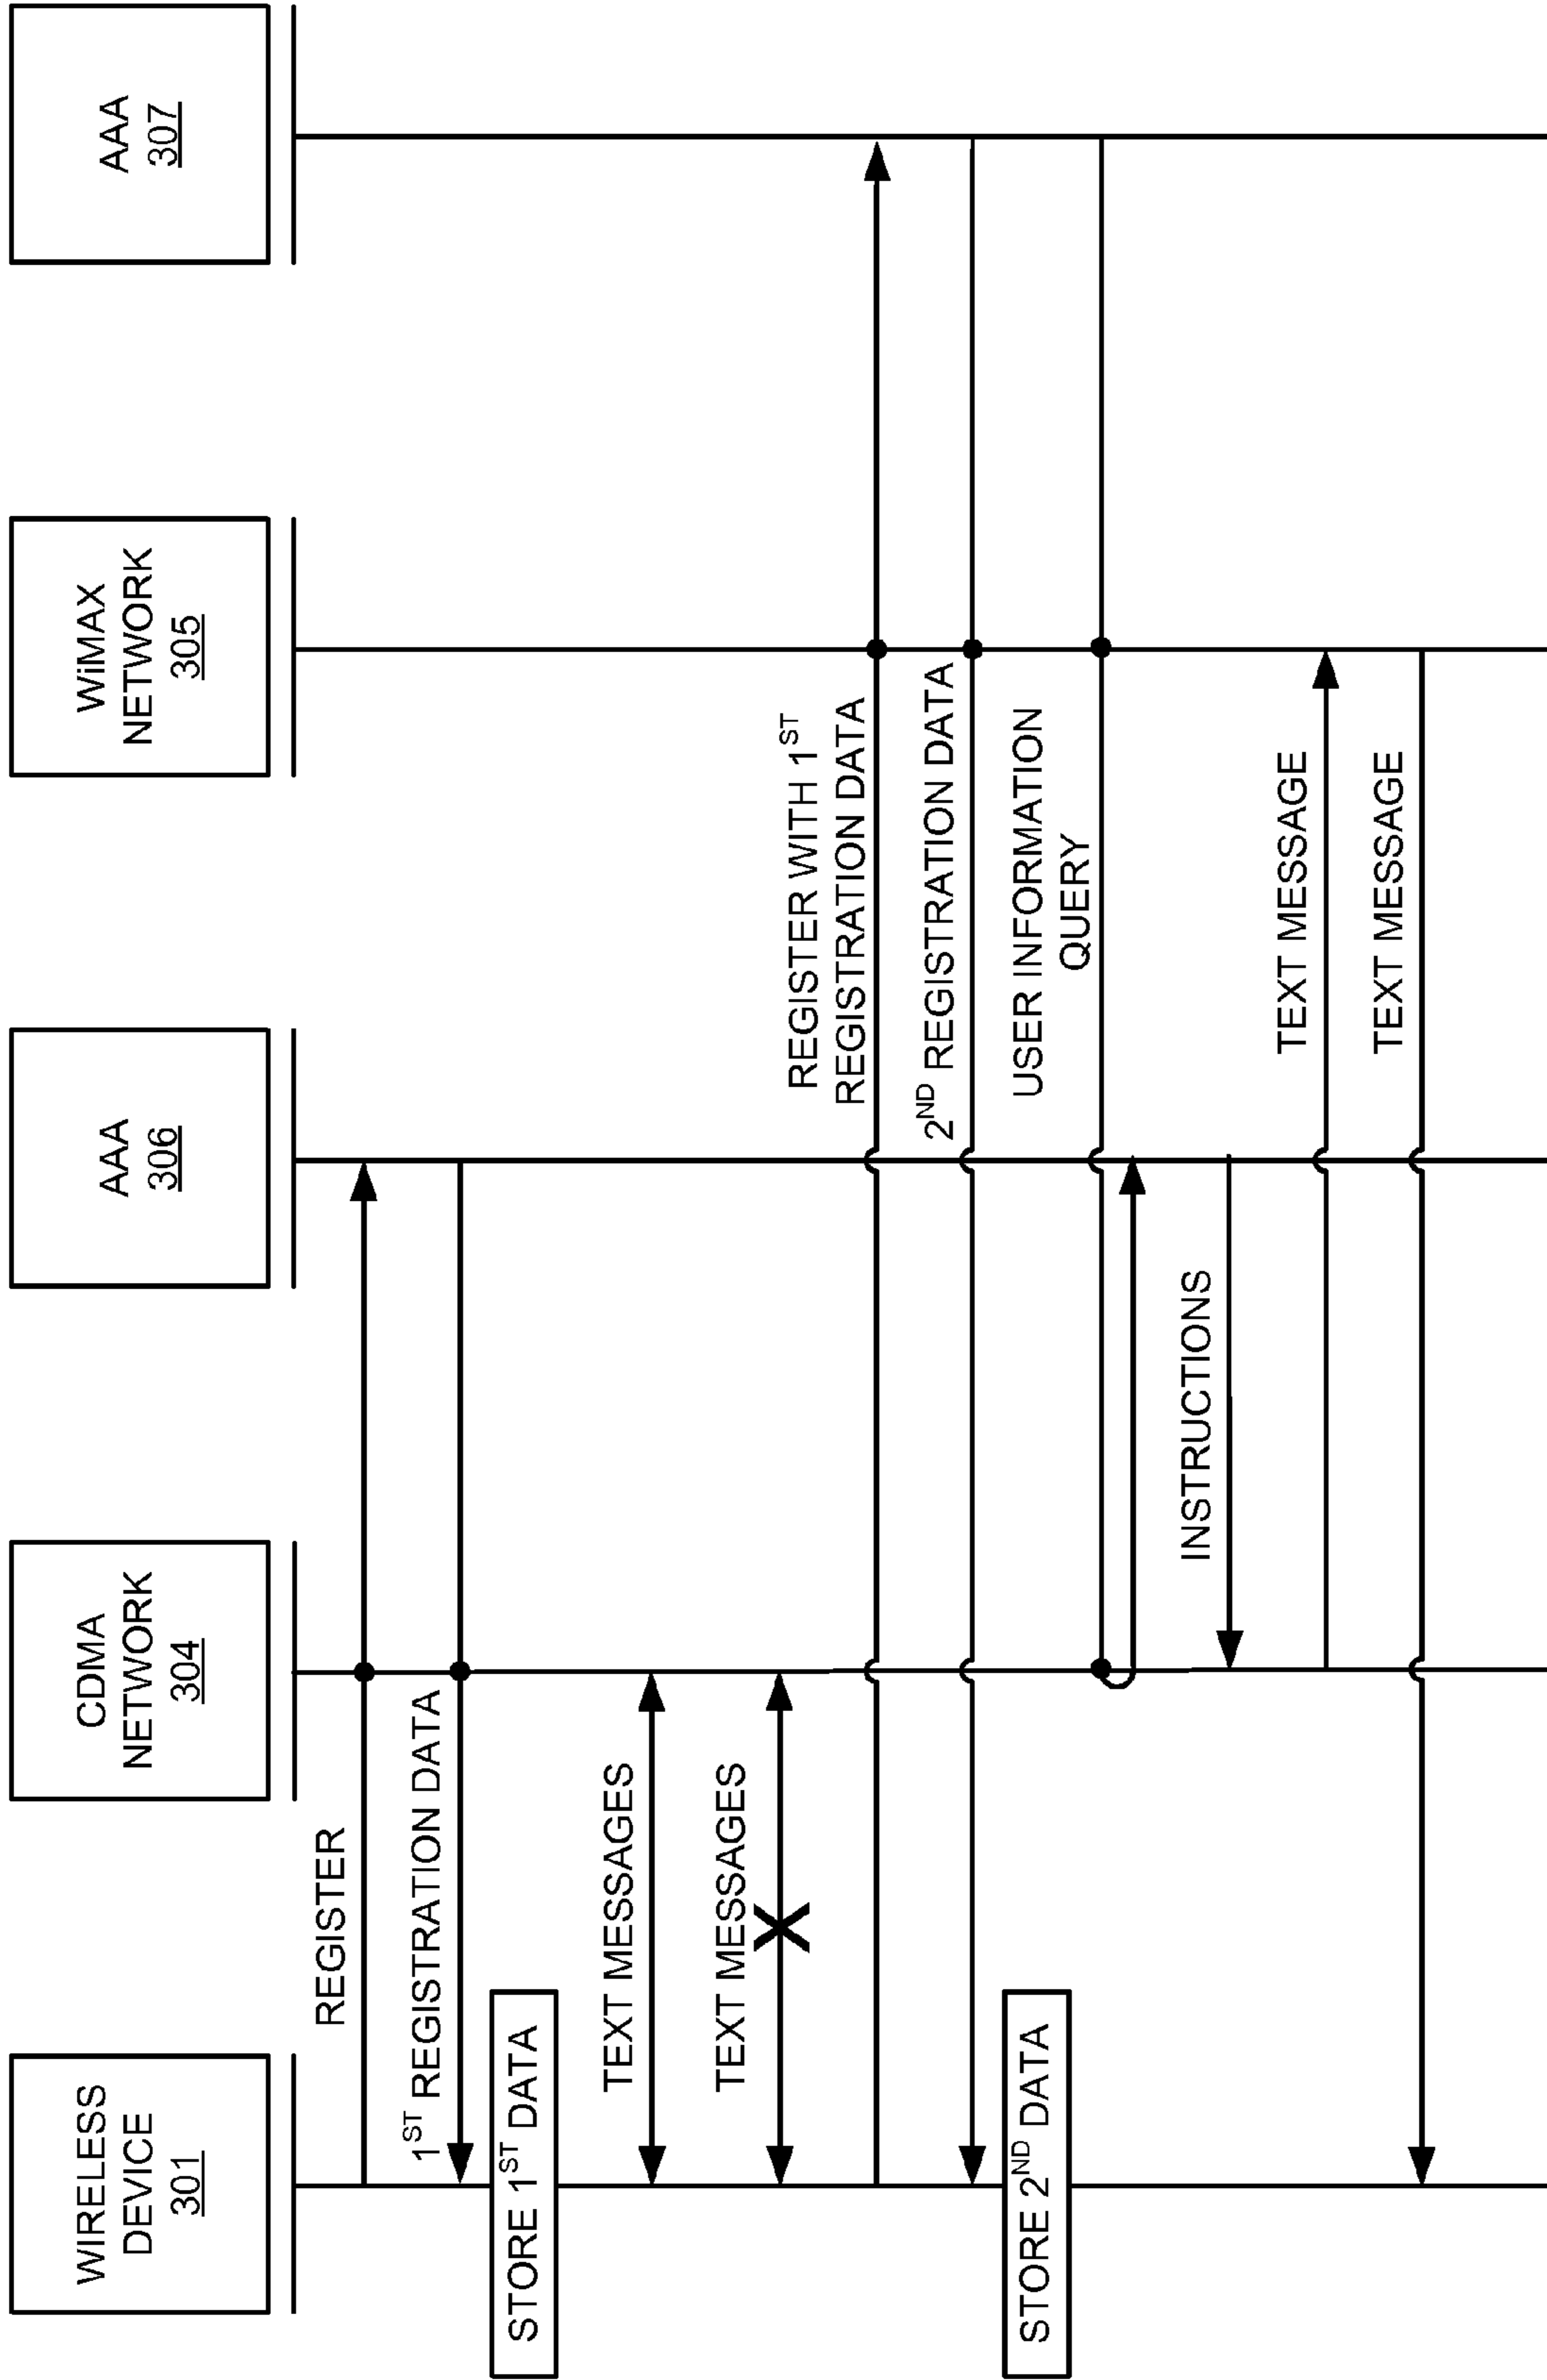 WIRELESS
DEVICE
301
CDMA
NETWORK
304
AAA
306
WiMAX
NETWORK
305
AAA
307
REGISTER
1ST REGISTRATION DATA
STORE 1ST DATA
TEXT MESSAGES
TEXT MESSAGES
REGISTER WITH 1ST
REGISTRATION DATA
2ND REGISTRATION DATA
STORE 2ND DATA
USER INFORMATION
QUERY
INSTRUCTIONS
TEXT MESSAGE
TEXT MESSAGE